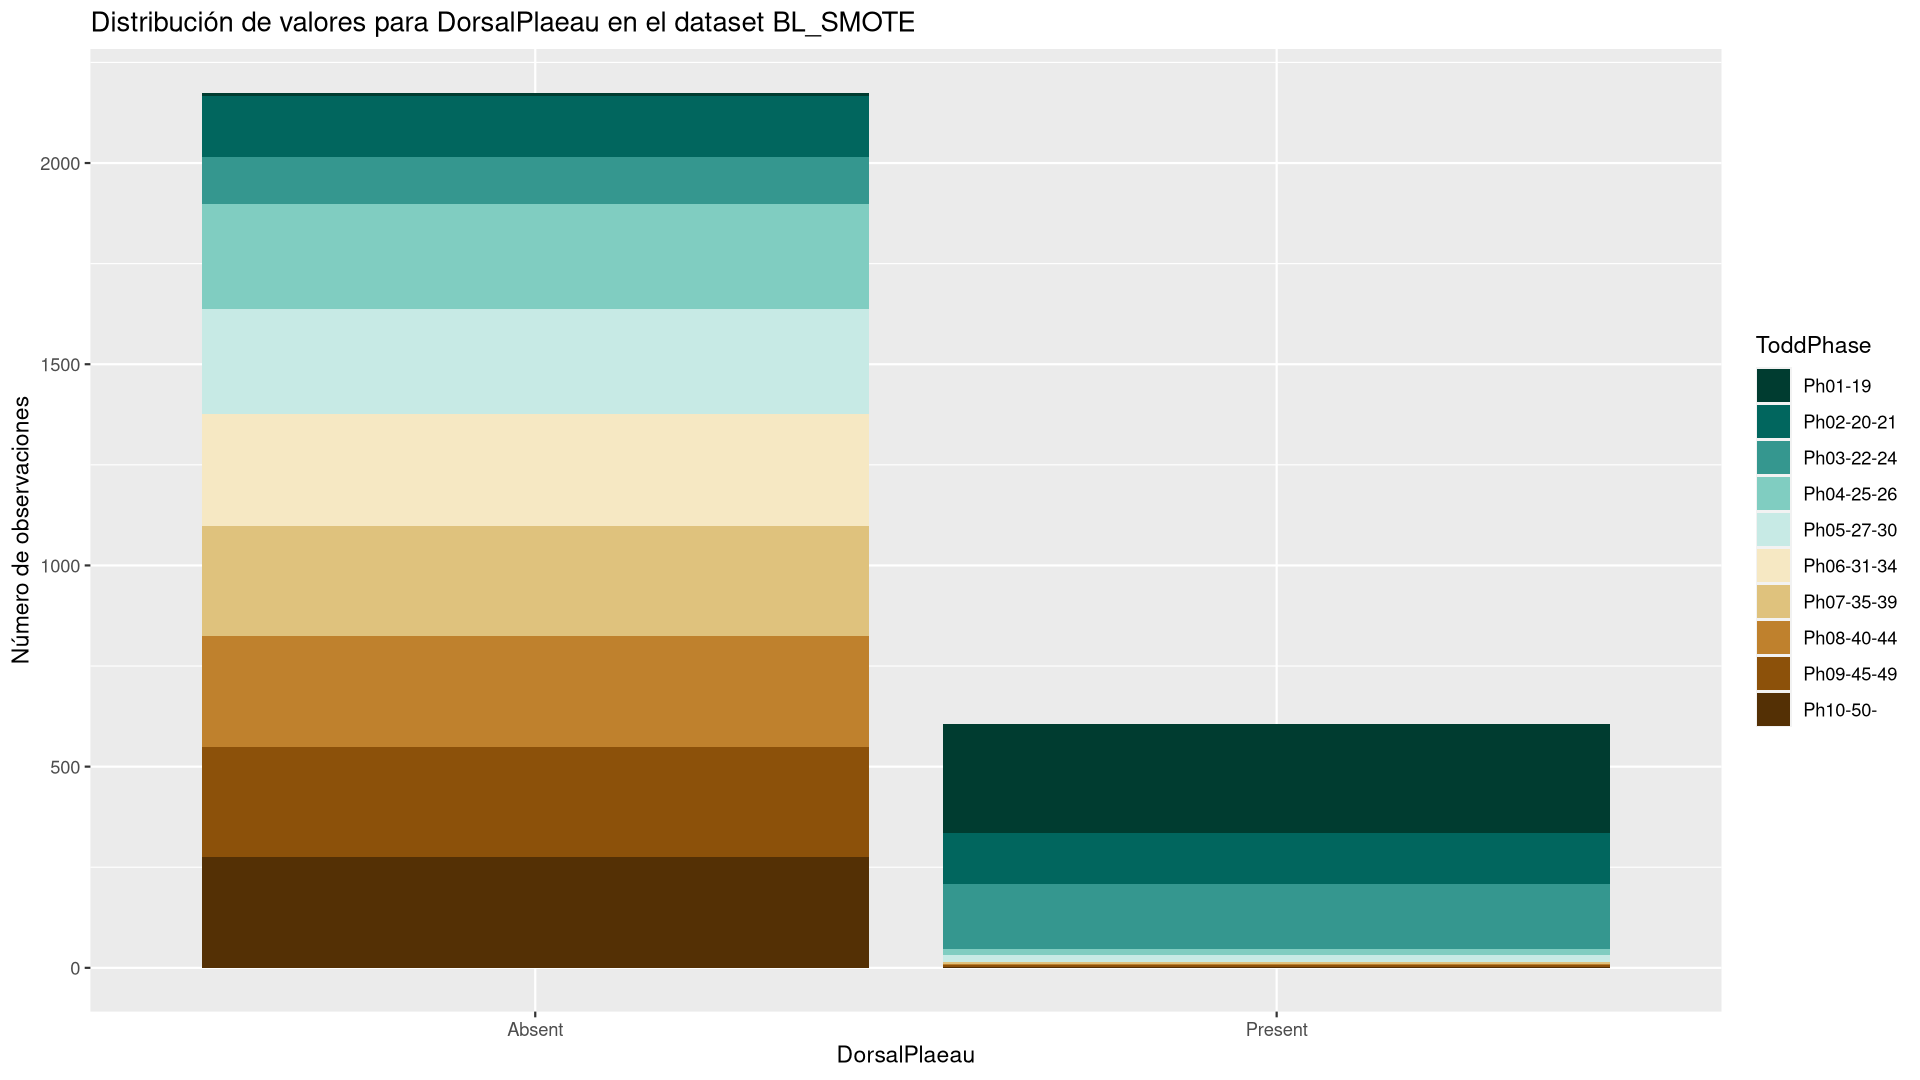 Distribución de valores para DorsalPlaeau en el dataset BL_SMOTE
Número de observaciones
2000
1500
1000
500
0
Absent
Present
DorsalPlaeau
ToddPhase
Ph01-19
Ph02-20-21
Ph03-22-24
Ph04-25-26
Ph05-27-30
Ph06-31-34
Ph07-35-39
Ph08-40-44
Ph09-45-49
Ph10-50-